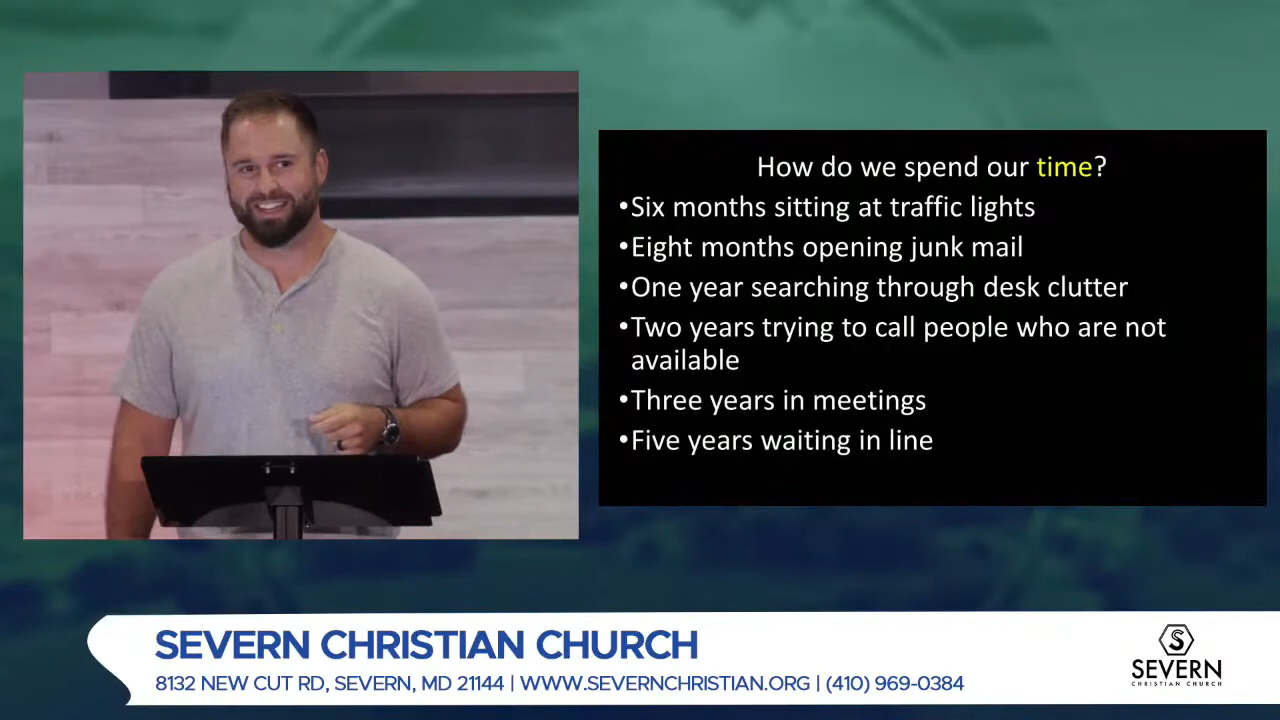 How do we spend our time?
•Six months sitting at traffic lights
•Eight months opening junk mail
•One year searching through desk clutter
•Two years trying to call people who are not
available
•Three years in meetings
•Five years waiting in line
SEVERN CHRISTIAN CHURCH
8132 NEW CUT RD, SEVERN, MD 21144 | WWW.SEVERNCHRISTIAN.ORG | (410) 969-0384
S
SEVERN
CHRISTIAN CHURCH